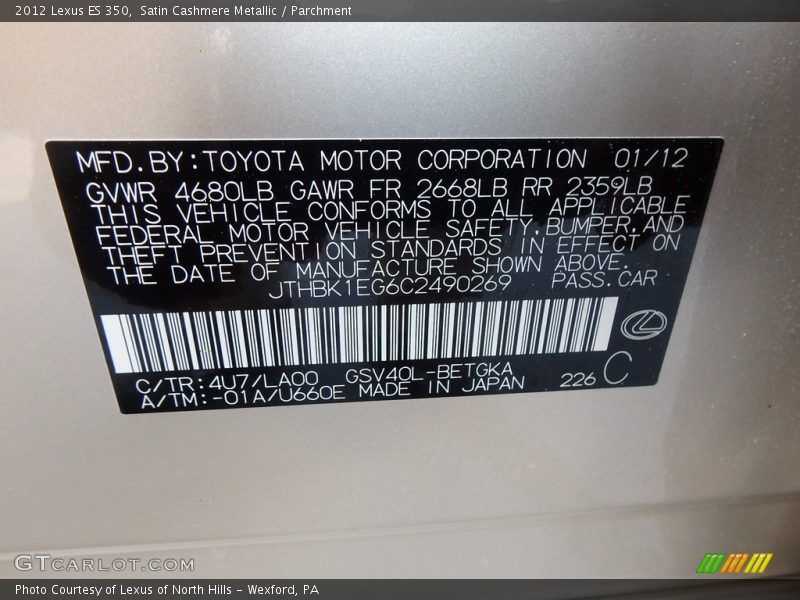 2012 Lexus ES 350, Satin Cashmere Metallic / Parchment
MFD.BY:TOYOTA MOTOR CORPORATION 01/12
GVWR 4680LB GAWR FR 2668LB RR 2359LB
THIS VEHICLE CONFORMS TO ALL APPLICABLE
FEDERAL MOTOR VEHICLE SAFETY,BUMPER,AND
THEFT PREVENTION STANDARDS IN EFFECT ON
THE DATE OF MANUFACTURE SHOWN ABOVE.
JTHBK1EG6C2490269 PASS.CAR
C/TR:4U7/LA00 GSV40L-BETGKA
A/TM:-01A/U660E MADE IN JAPAN 226 C
GTCARLOT.COM
Photo Courtesy of Lexus of North Hills - Wexford, PA